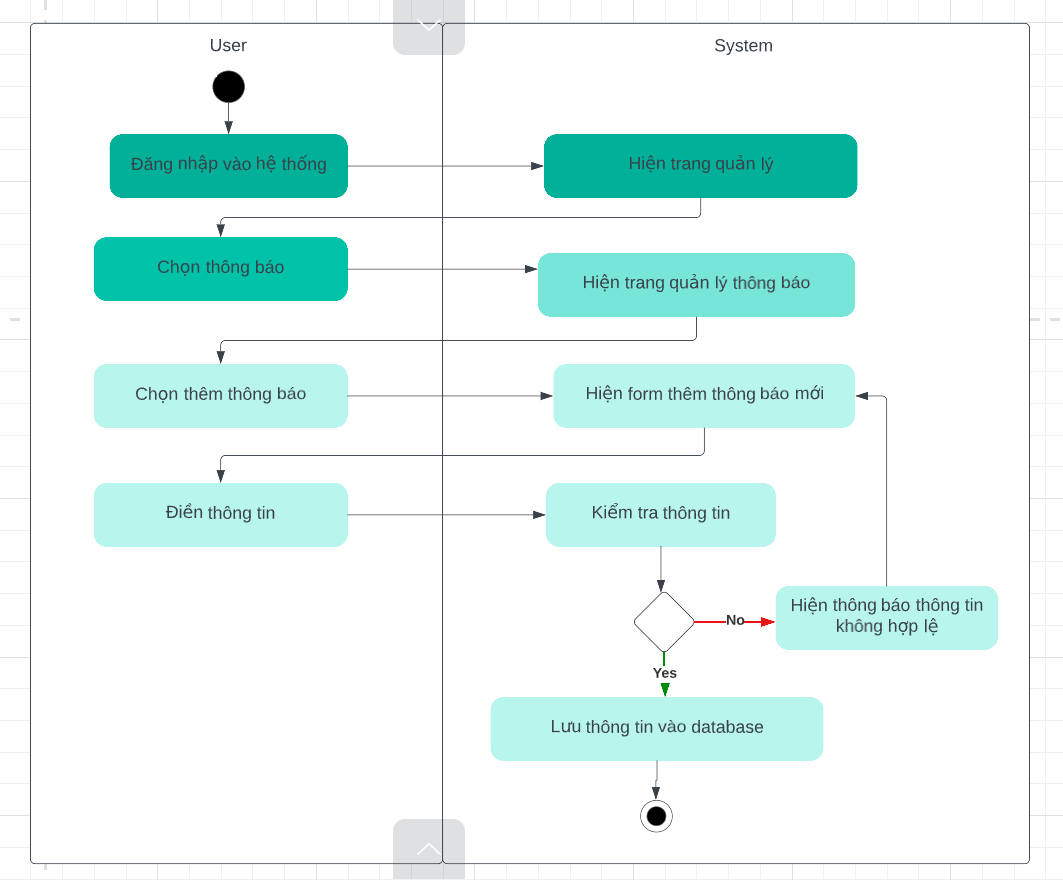 User
System
Đăng nhập vào hệ thống
Hiện trang quản lý
Chọn thông báo
Hiện trang quản lý thông báo
Chọn thêm thông báo
Hiện form thêm thông báo mới
Điền thông tin
Kiểm tra thông tin
No
Hiện thông báo thông tin
không hợp lệ
Yes
Lưu thông tin vào database